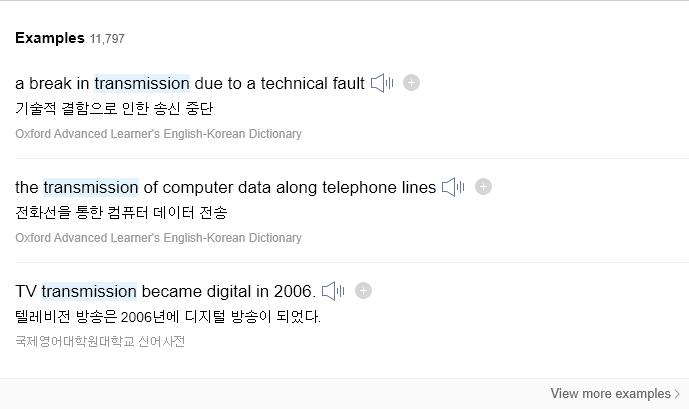 Examples 11,797
a break in transmission due to a technical fault
기술적 결함으로 인한 송신 중단
Oxford Advanced Learner's English-Korean Dictionary
the transmission of computer data along telephone lines
전화선을 통한 컴퓨터 데이터 전송
Oxford Advanced Learner's English-Korean Dictionary
TV transmission became digital in 2006.
텔레비전 방송은 2006년에 디지털 방송이 되었다.
국제영어대학원대학교 신어사전
View more examples